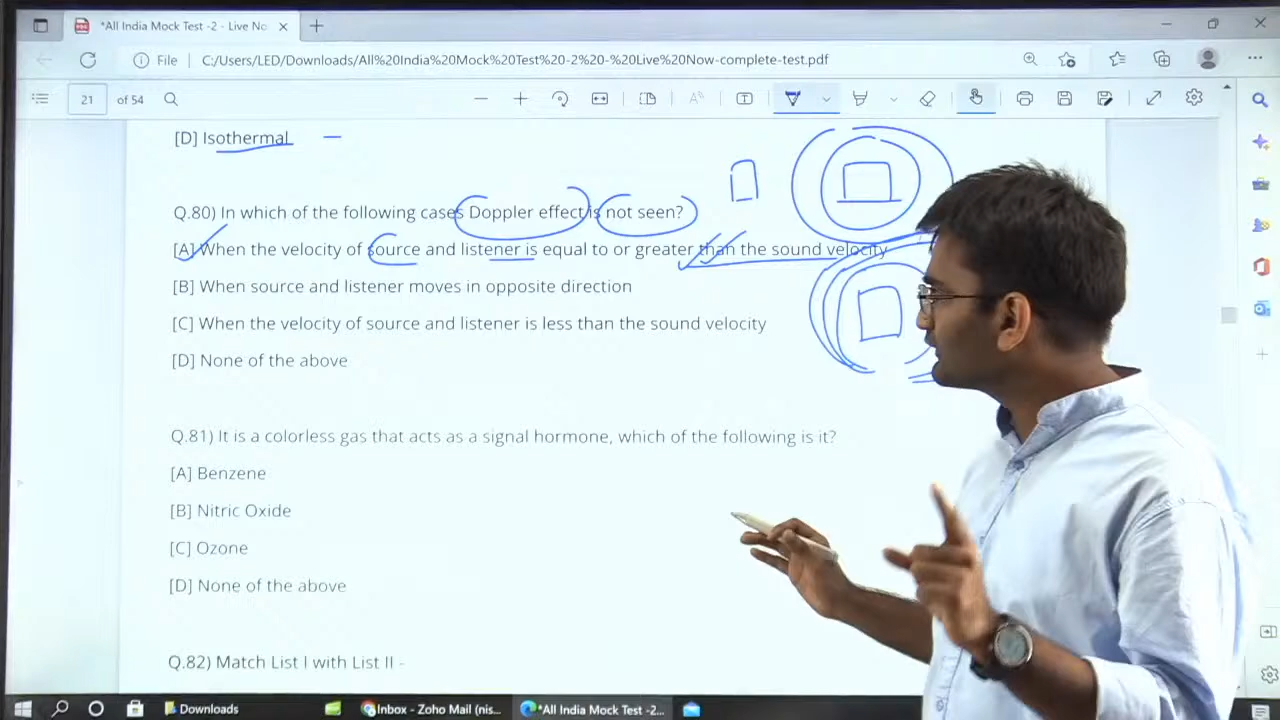 *All India Mock Test -2 - Live No
File
C:/Users/LED/Downloads/All%20India%20Mock%20Test%20-2%20-%20Live%20Now-complete-test.pdf
21 of 54
[D] Isothermal
Q.80) In which of the following cases Doppler effect is not seen?
[A] When the velocity of source and listener is equal to or greater than the sound velocity
[B] When source and listener moves in opposite direction
[C] When the velocity of source and listener is less than the sound velocity
[D] None of the above
Q.81) It is a colorless gas that acts as a signal hormone, which of the following is it?
[A] Benzene
[B] Nitric Oxide
[C] Ozone
[D] None of the above
Q.82) Match List I with List II -
Downloads
Inbox - Zoho Mail (nis...
*All India Mock Test -2...